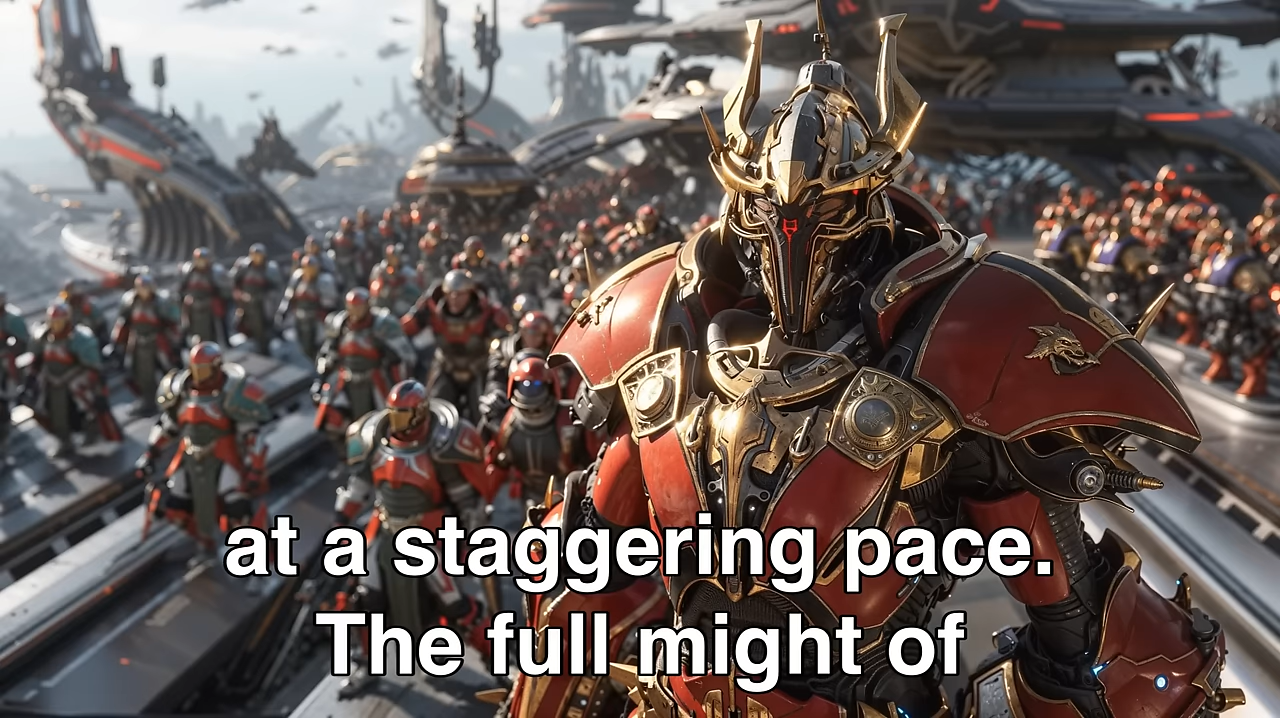 at a staggering pace.
The full might of